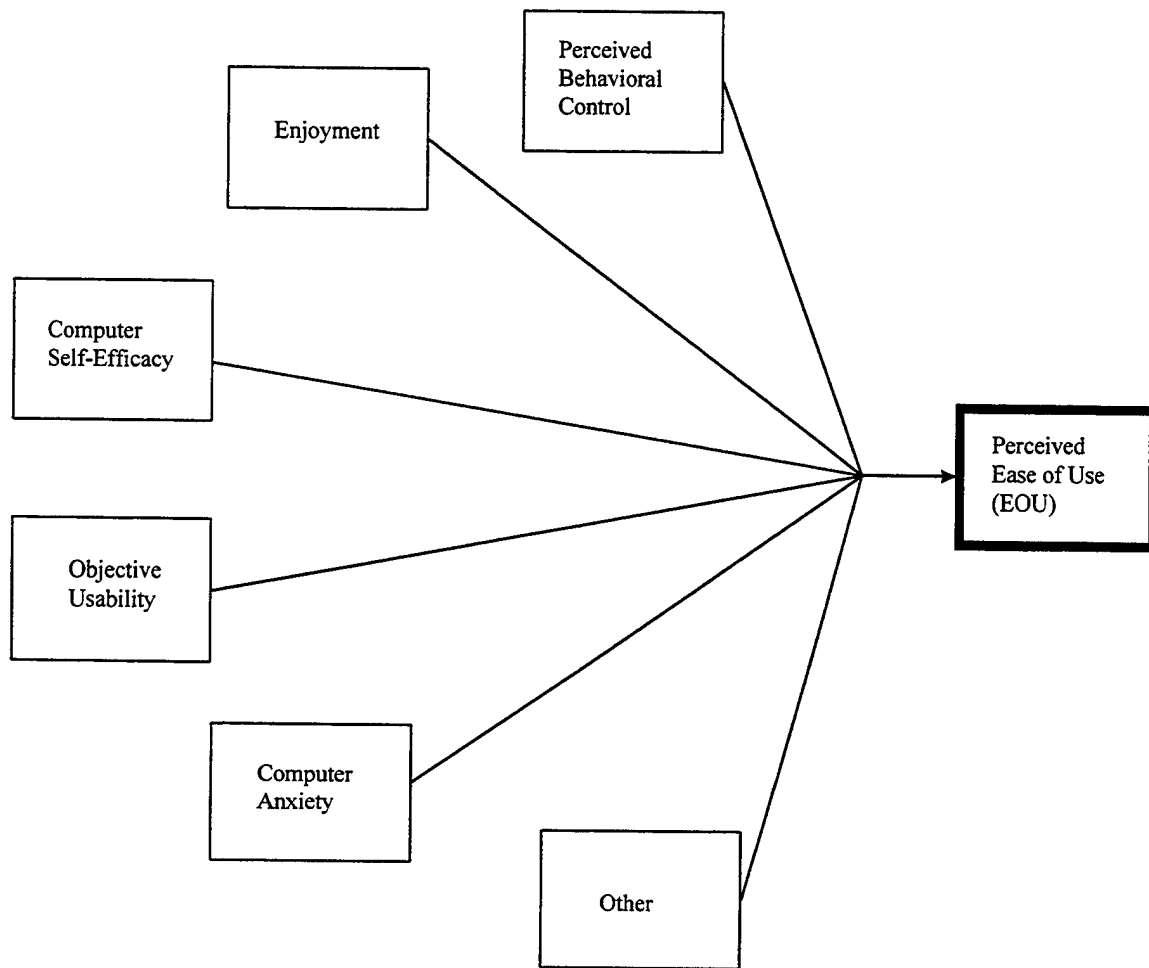 Perceived
Behavioral
Control
Enjoyment
Computer
Self-Efficacy
Perceived
Ease of Use
(EOU)
Objective
Usability
Computer
Anxiety
Other